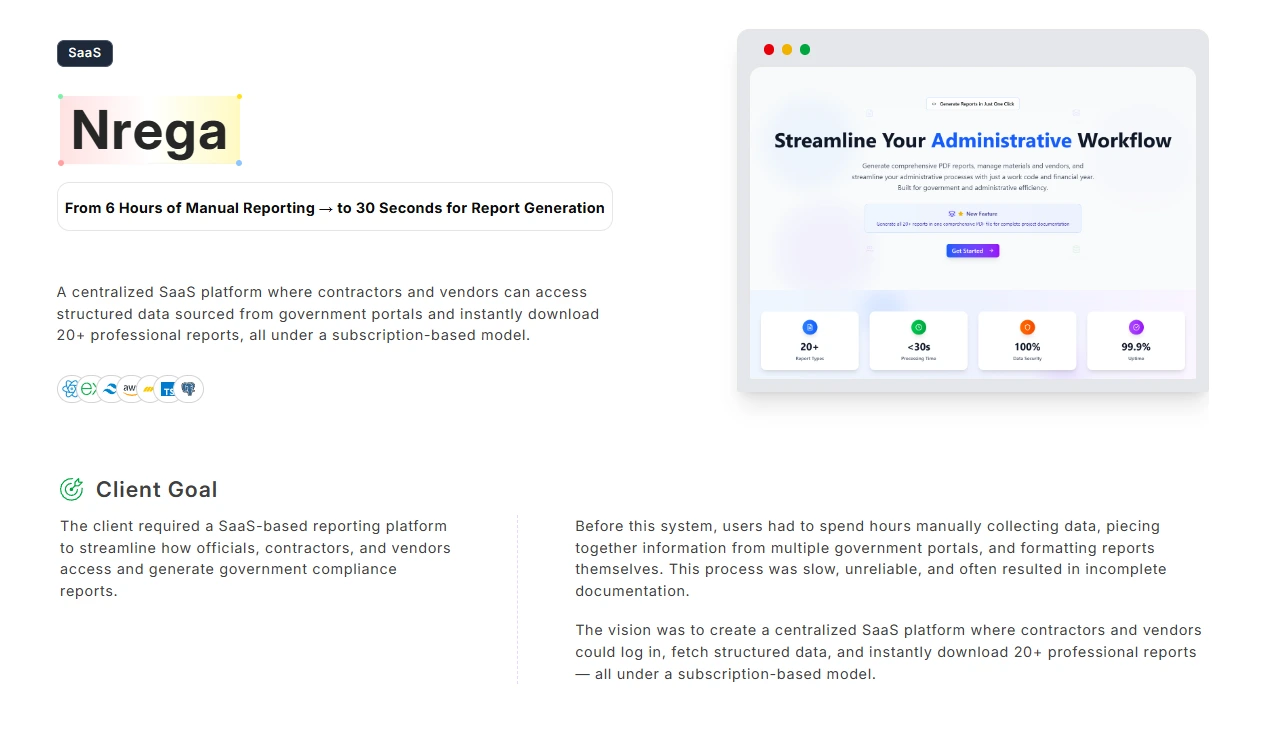 SaaS
Nrega
From 6 Hours of Manual Reporting → to 30 Seconds for Report Generation
A centralized SaaS platform where contractors and vendors can access
structured data sourced from government portals and instantly download
20+ professional reports, all under a subscription-based model.
ex
aws
TS
Generate Reports in Just One Click
Streamline Your Administrative Workflow
Generate comprehensive PDF reports, manage materials and vendors, and
streamline your administrative processes with just a work code and financial year.
Built for government and administrative efficiency.
New Feature
Generate all 20+ reports in one comprehensive PDF file for complete project documentation
Get Started →
20+
Report Types
<30s
Processing Time
100%
Data Security
99.9%
Uptime
Client Goal
The client required a SaaS-based reporting platform
to streamline how officials, contractors, and vendors
access and generate government compliance
reports.
Before this system, users had to spend hours manually collecting data, piecing
together information from multiple government portals, and formatting reports
themselves. This process was slow, unreliable, and often resulted in incomplete
documentation.
The vision was to create a centralized SaaS platform where contractors and vendors
could log in, fetch structured data, and instantly download 20+ professional reports
— all under a subscription-based model.